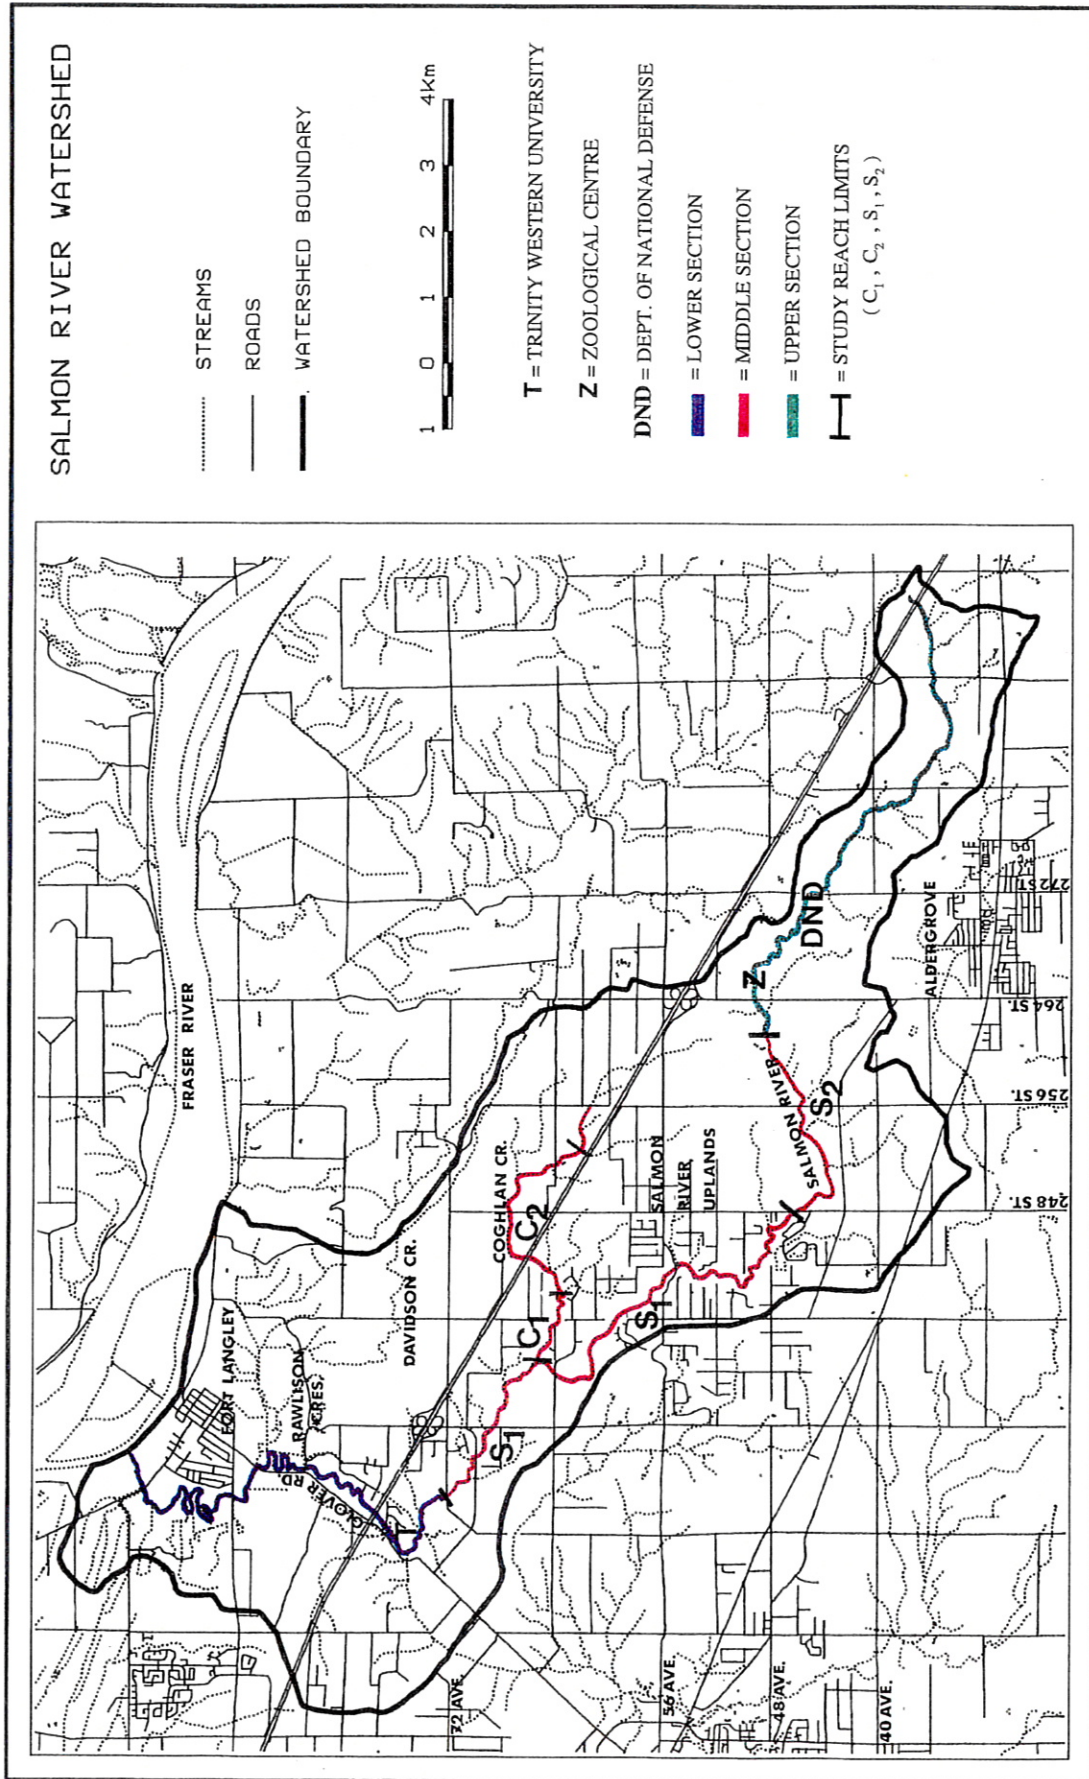 SALMON RIVER WATERSHED
STREAMS
ROADS
WATERSHED BOUNDARY
1 0 1 2 3 4Km
T = TRINITY WESTERN UNIVERSITY
Z = ZOOLOGICAL CENTRE
DND = DEPT. OF NATIONAL DEFENSE
= LOWER SECTION
= MIDDLE SECTION
= UPPER SECTION
= STUDY REACH LIMITS
( C1 , C2 , S1 , S2 )
FRASER RIVER
FORT LANGLEY
RAWLISON
CRES.
GLOVER RD.
DAVIDSON CR.
T
COGHLAN CR.
C2
C1
S1
S1
SALMON
RIVER
UPLANDS
SALMON RIVER
S2
Z
DND
ALDERGROVE
72 AVE.
56 AVE.
48 AVE.
40 AVE.
248 ST.
256 ST.
264 ST.
272 ST.